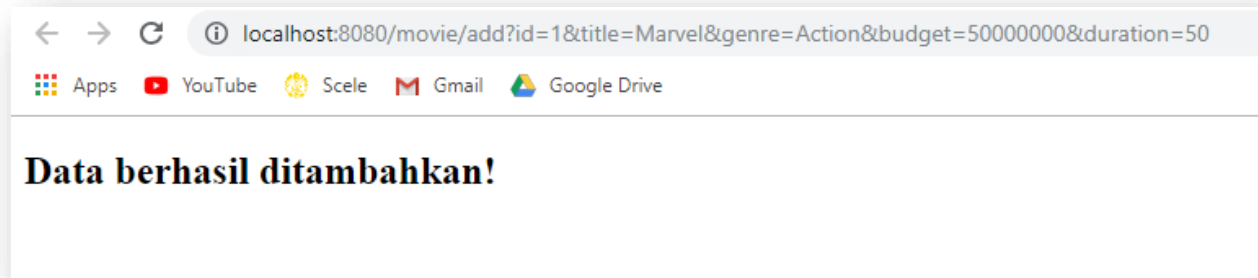 localhost:8080/movie/add?id=1&title=Marvel&genre=Action&budget=50000000&duration=50
Apps YouTube Scele Gmail Google Drive
Data berhasil ditambahkan!